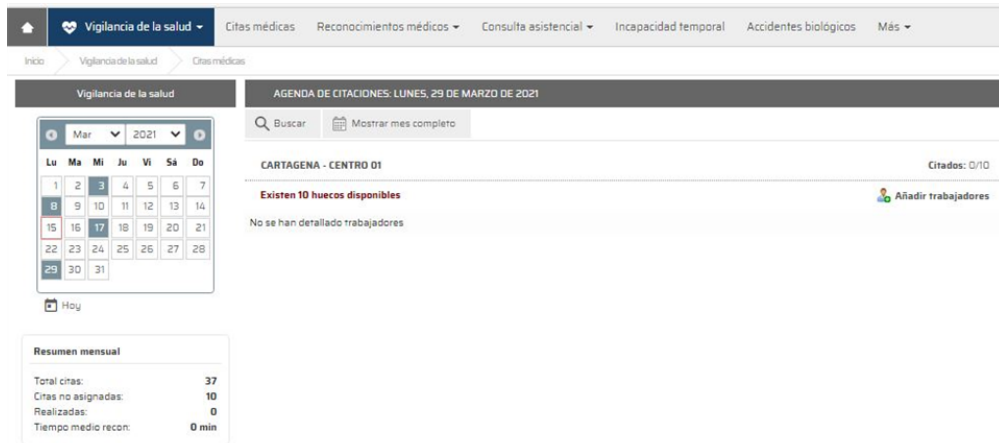 Vigilancia de la salud Citas médicas Reconocimientos médicos Consulta asistencial Incapacidad temporal Accidentes biológicos Más
Inicio Vigilancia de la salud Citas médicas
Vigilancia de la salud
Mar 2021
Lu Ma Mi Ju Vi Sá Do
1 2 3 4 5 6 7
8 9 10 11 12 13 14
15 16 17 18 19 20 21
22 23 24 25 26 27 28
29 30 31
Hoy
Resumen mensual
Total citas: 37
Citas no asignadas: 10
Realizadas: 0
Tiempo medio recon: 0 min
AGENDA DE CITACIONES: LUNES, 29 DE MARZO DE 2021
Buscar Mostrar mes completo
CARTAGENA - CENTRO 01 Citados: 0/10
Existen 10 huecos disponibles Añadir trabajadores
No se han detallado trabajadores